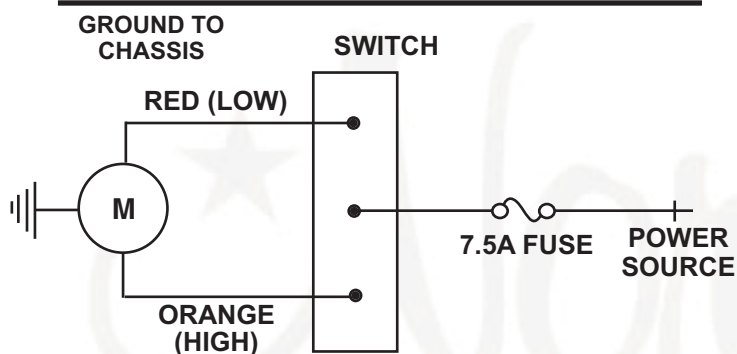 GROUND TO
CHASSIS
SWITCH
RED (LOW)
M
7.5A FUSE
POWER
SOURCE
ORANGE
(HIGH)